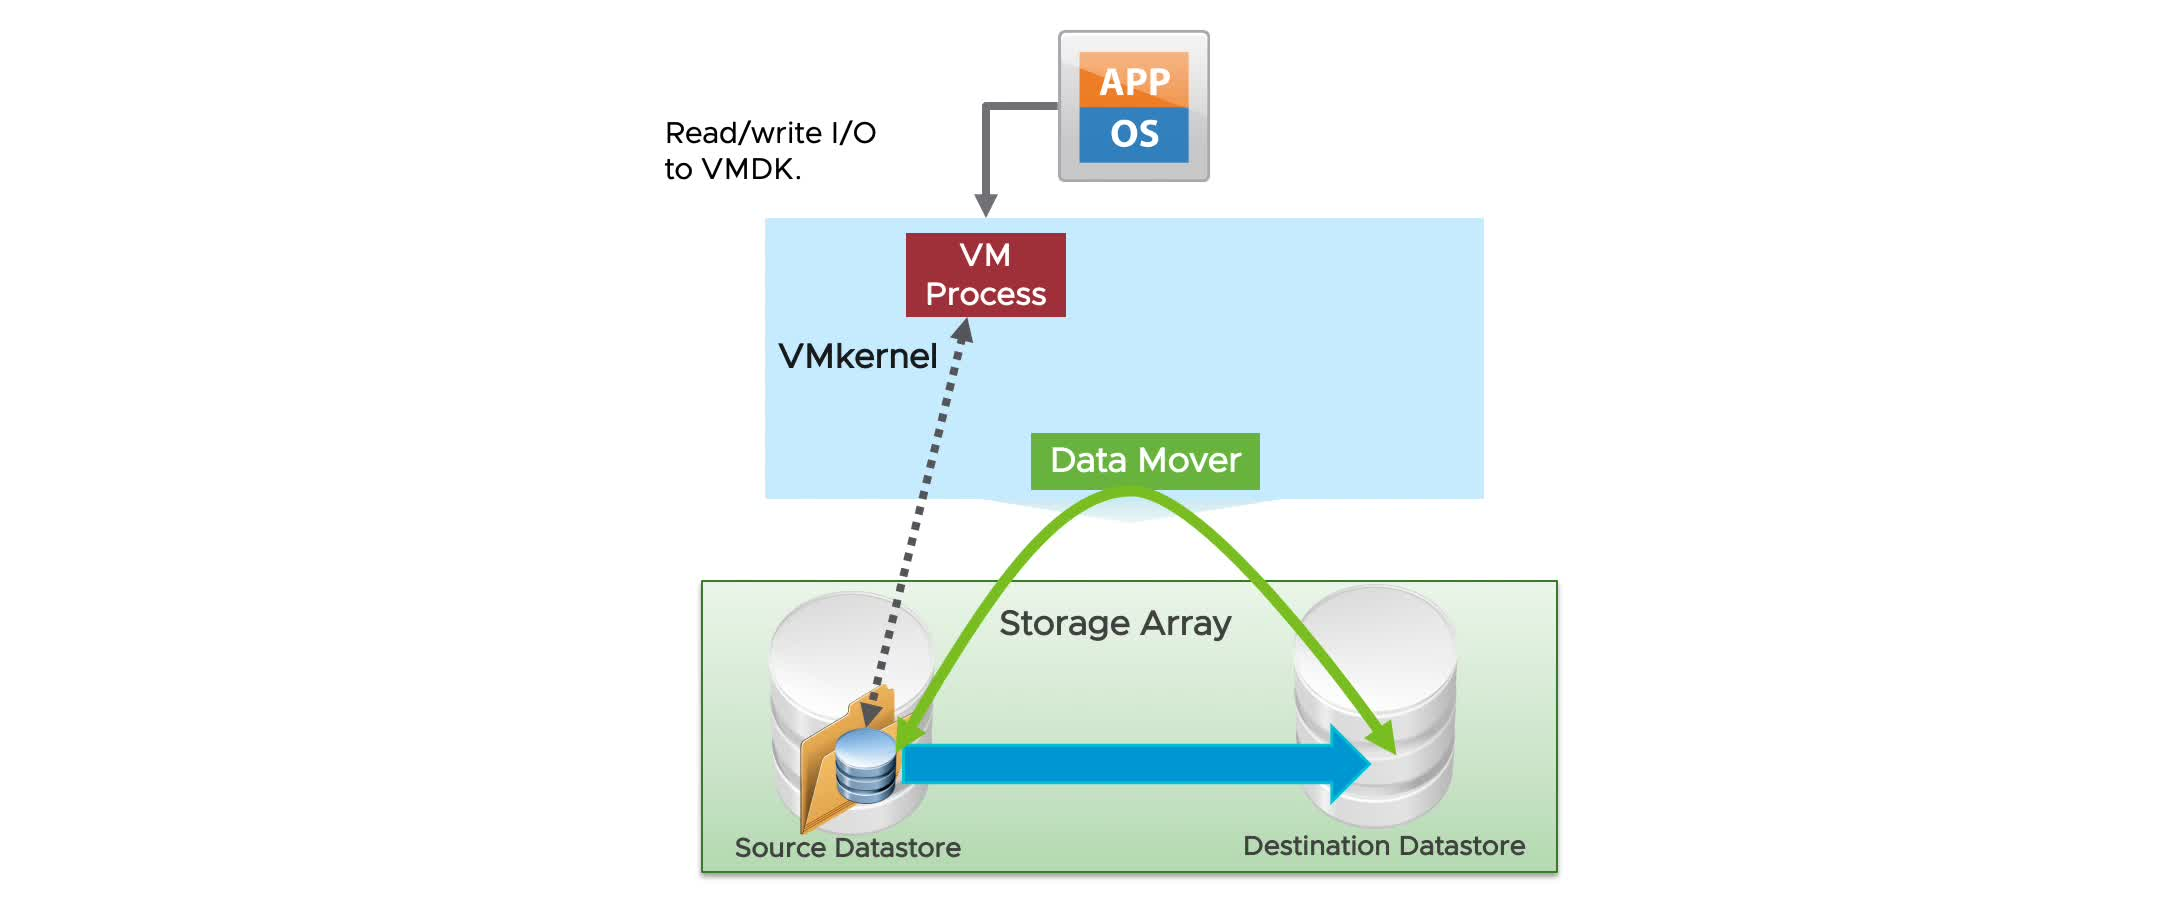 APP
OS
Read/write I/O
to VMDK.
VM
Process
VMkernel
Data Mover
Storage Array
Source Datastore
Destination Datastore